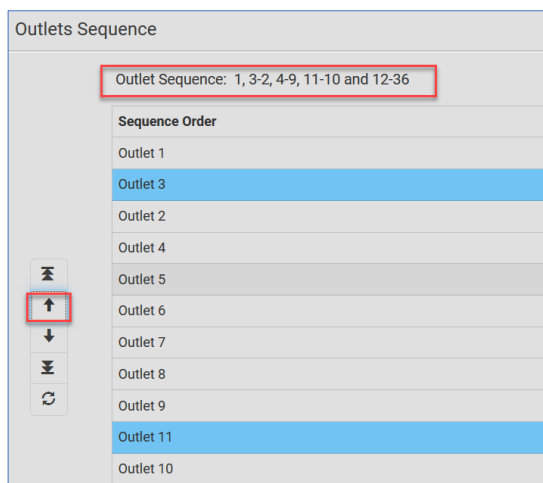 Outlets Sequence
Outlet Sequence: 1, 3-2, 4-9, 11-10 and 12-36
Sequence Order
Outlet 1
Outlet 3
Outlet 2
Outlet 4
Outlet 5
Outlet 6
Outlet 7
Outlet 8
Outlet 9
Outlet 11
Outlet 10